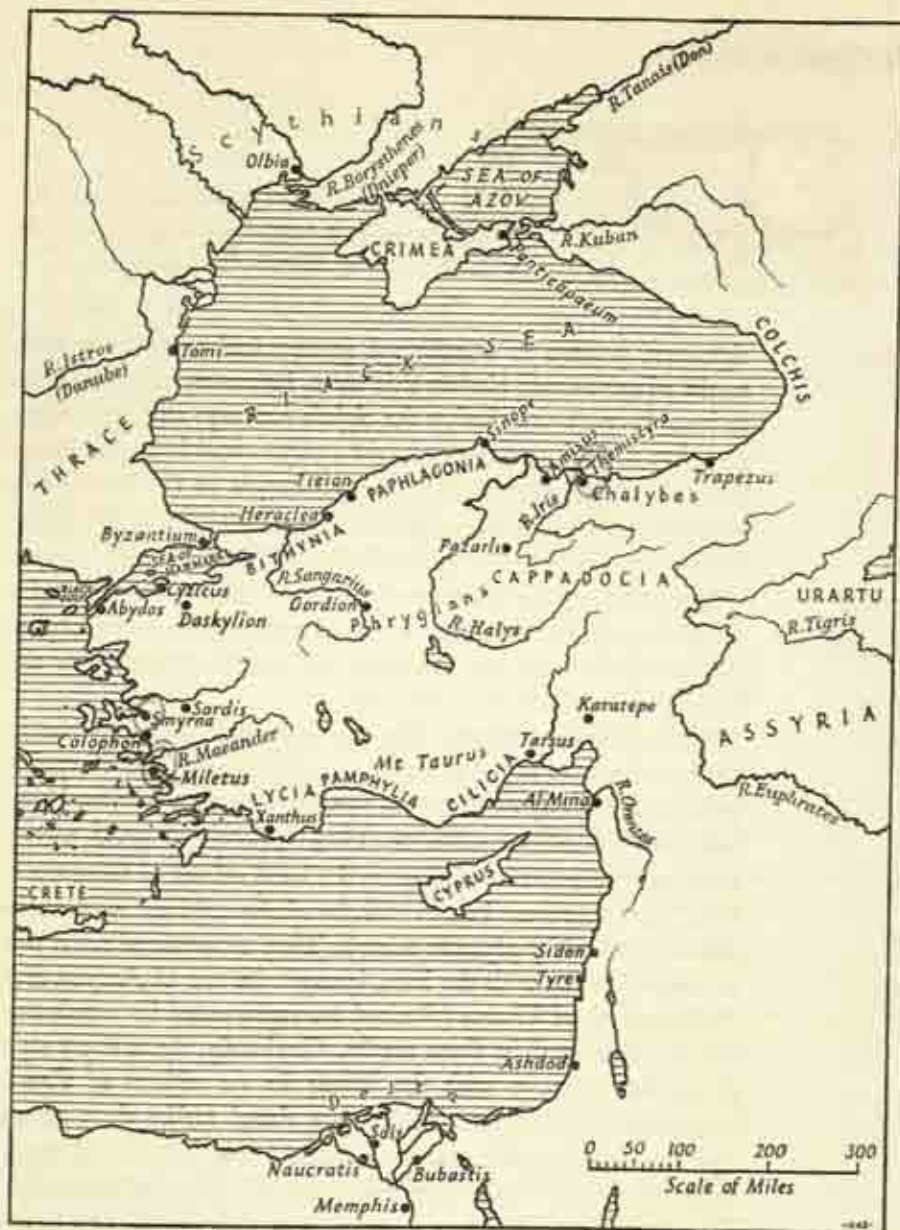 R. Tanais (Don)
Scythians
Olbia
R. Borysthenes
(Dnieper)
SEA OF
AZOV
CRIMEA
R. Kuban
Panticapaeum
COLCHIS
BLACK SEA
R. Istros
(Danube)
Tomi
THRACE
Sinope
Amisus
Themiscyra
Trapezus
Tieion
PAPHLAGONIA
Chalybes
Heraclea
R. Iris
Byzantium
BITHYNIA
SEA OF
MARMARA
Pazarli
CAPPADOCIA
R. Sangarius
Cyzicus
Abydos
Daskylion
Gordion
Phrygians
R. Halys
URARTU
R. Tigris
Sardis
Smyrna
Karatepe
ASSYRIA
Colophon
R. Maeander
Miletus
Mt Taurus
Tarsus
CILICIA
LYCIA
PAMPHYLIA
Xanthus
Al Mina
R. Orontes
R. Euphrates
CRETE
CYPRUS
Sidon
Tyre
Ashdod
Delta
Sais
Naucratis
Bubastis
Memphis
0 50 100 200 300
Scale of Miles